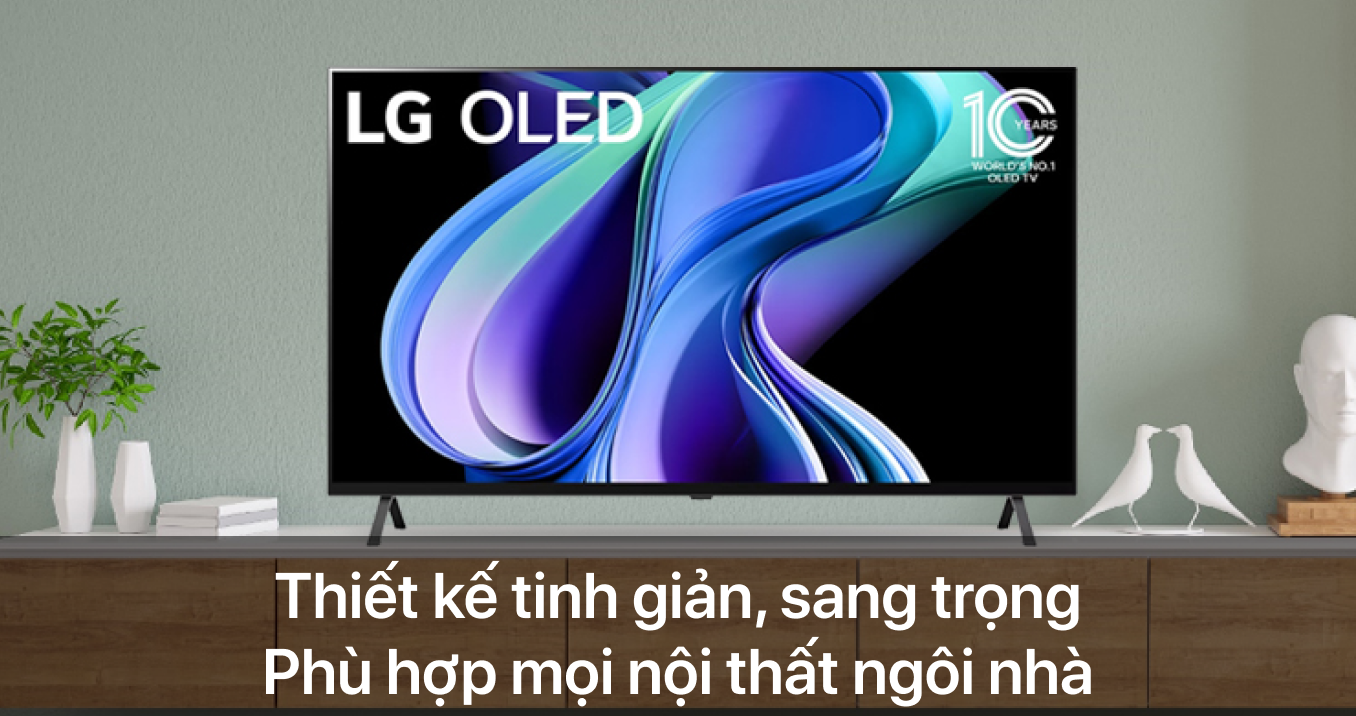 LG OLED
10
YEARS
WORLD'S NO.1
OLED TV
Thiết kế tinh giản, sang trọng
Phù hợp mọi nội thất ngôi nhà